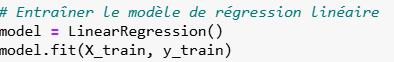 # Entraîner le modèle de régression linéaire
model = LinearRegression()
model.fit(X_train, y_train)